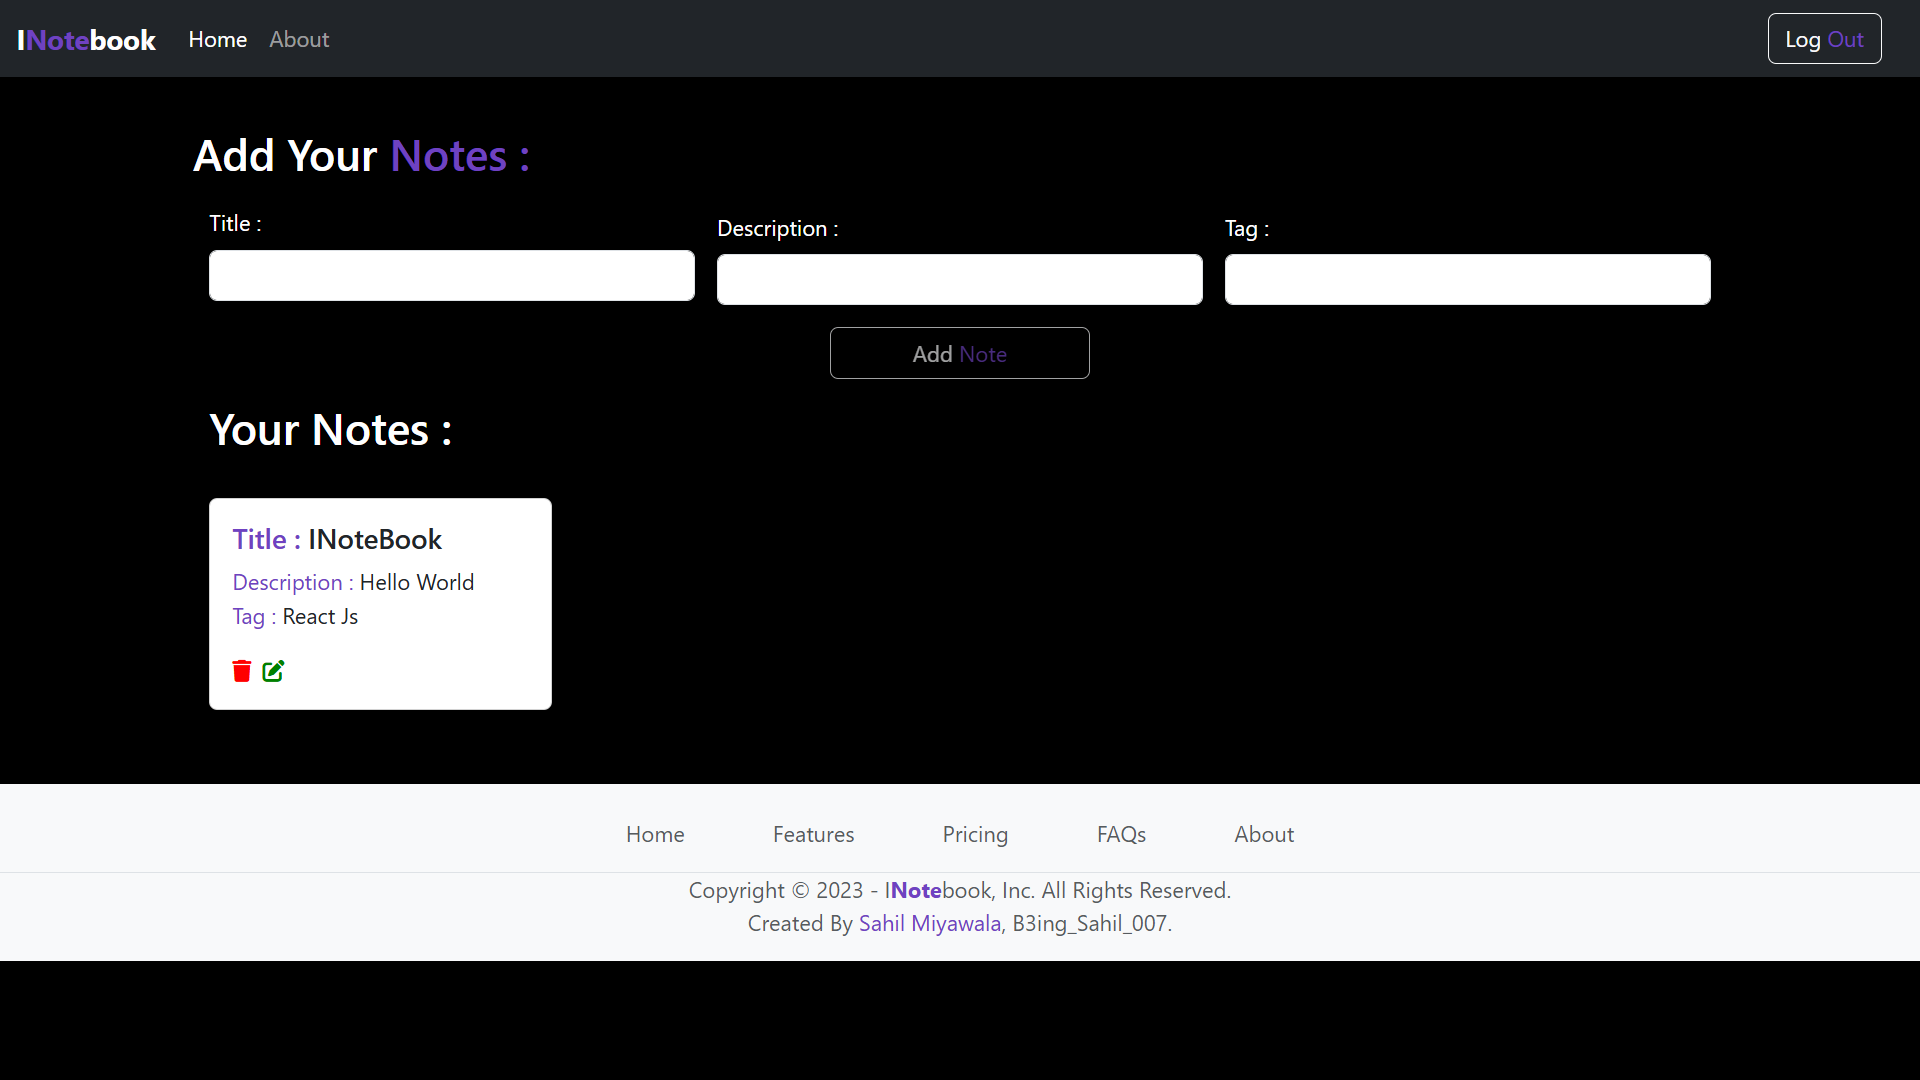 INotebook Home About Log Out
Add Your Notes :
Title : Description : Tag :
Add Note
Your Notes :
Title : INoteBook
Description : Hello World
Tag : React Js
Home Features Pricing FAQs About
Copyright © 2023 - INotebook, Inc. All Rights Reserved.
Created By Sahil Miyawala, B3ing_Sahil_007.